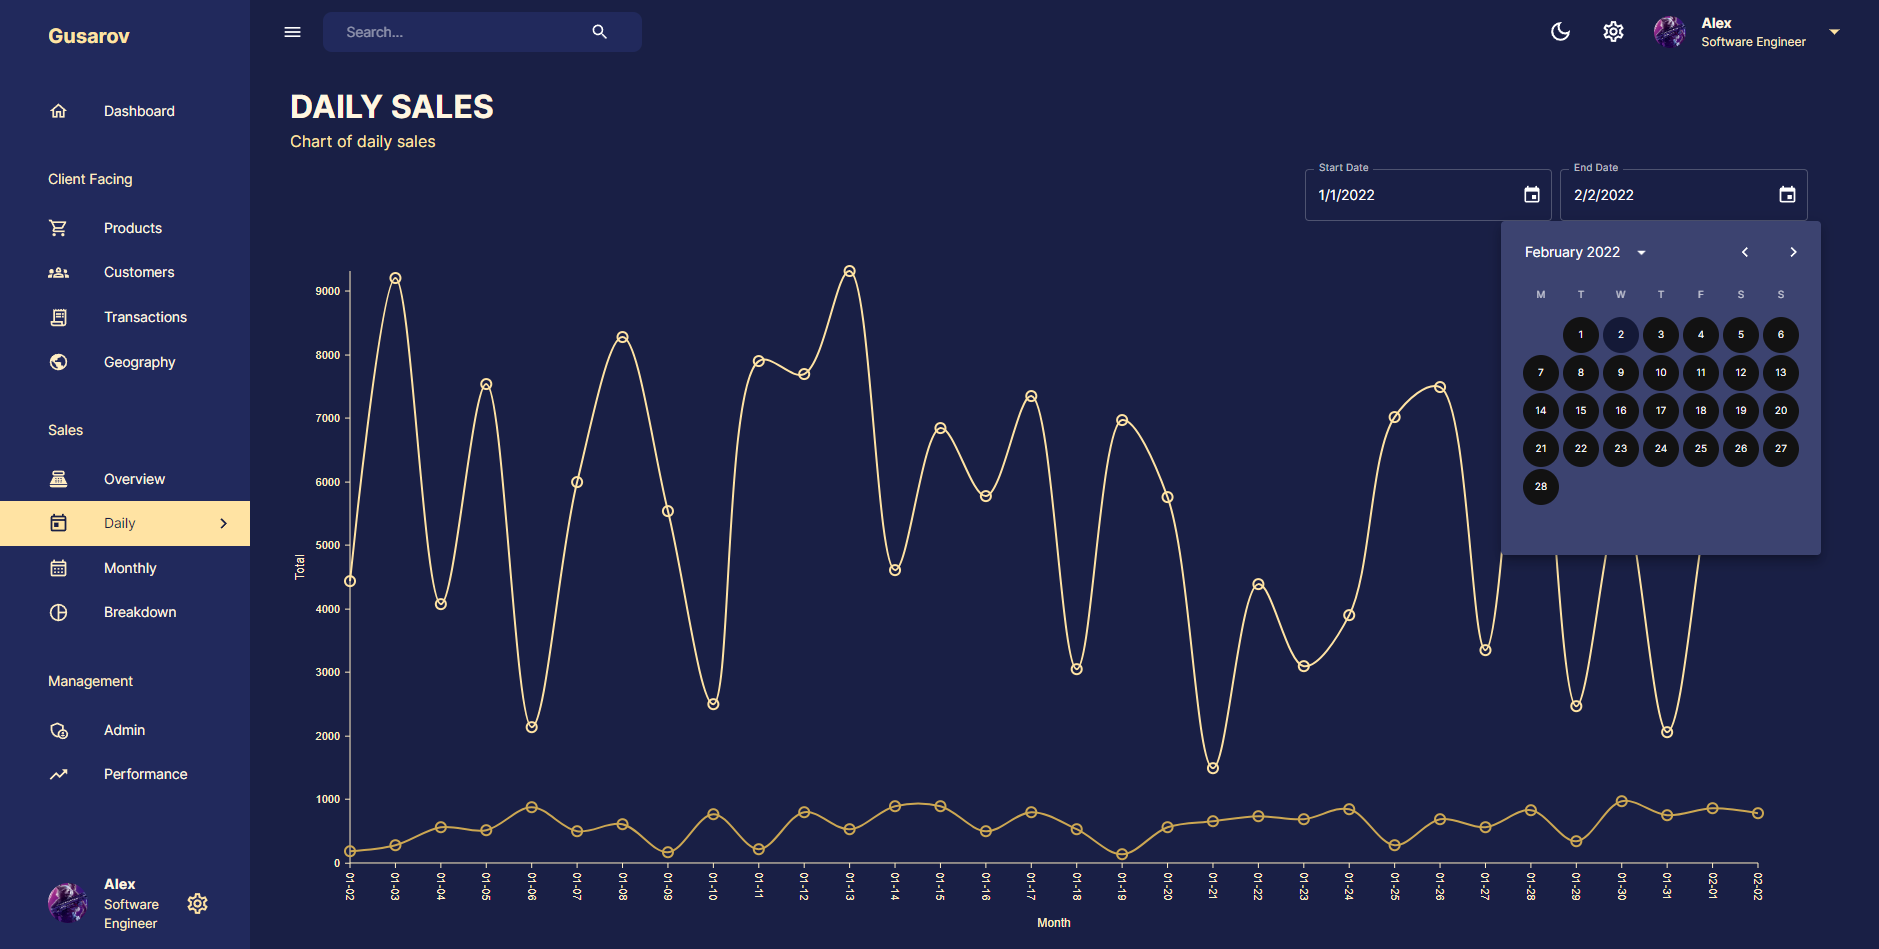 Gusarov
Dashboard
Client Facing
Products
Customers
Transactions
Geography
Sales
Overview
Daily
Monthly
Breakdown
Management
Admin
Performance
Alex
Software
Engineer
Search...
Alex
Software Engineer
DAILY SALES
Chart of daily sales
Start Date
1/1/2022
End Date
2/2/2022
February 2022
M T W T F S S
1 2 3 4 5 6
7 8 9 10 11 12 13
14 15 16 17 18 19 20
21 22 23 24 25 26 27
28
Total
9000
8000
7000
6000
5000
4000
3000
2000
1000
0
01-02 01-03 01-04 01-05 01-06 01-07 01-08 01-09 01-10 01-11 01-12 01-13 01-14 01-15 01-16 01-17 01-18 01-19 01-20 01-21 01-22 01-23 01-24 01-25 01-26 01-27 01-28 01-29 01-30 01-31 02-01 02-02
Month